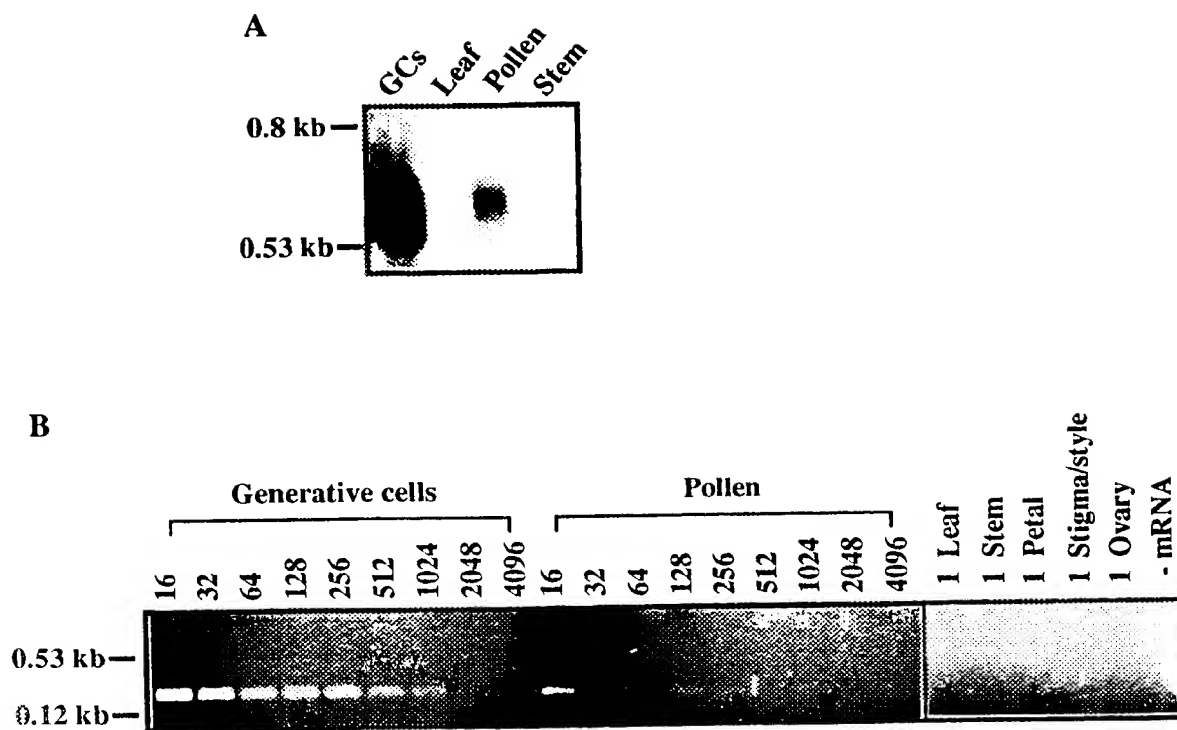 A
GCs Leaf Pollen Stem
0.8 kb
0.53 kb
B
Generative cells
Pollen
16 32 64 128 256 512 1024 2048 4096 16 32 64 128 256 512 1024 2048 4096 1 Leaf 1 Stem 1 Petal 1 Stigma/style 1 Ovary - mRNA
0.53 kb
0.12 kb